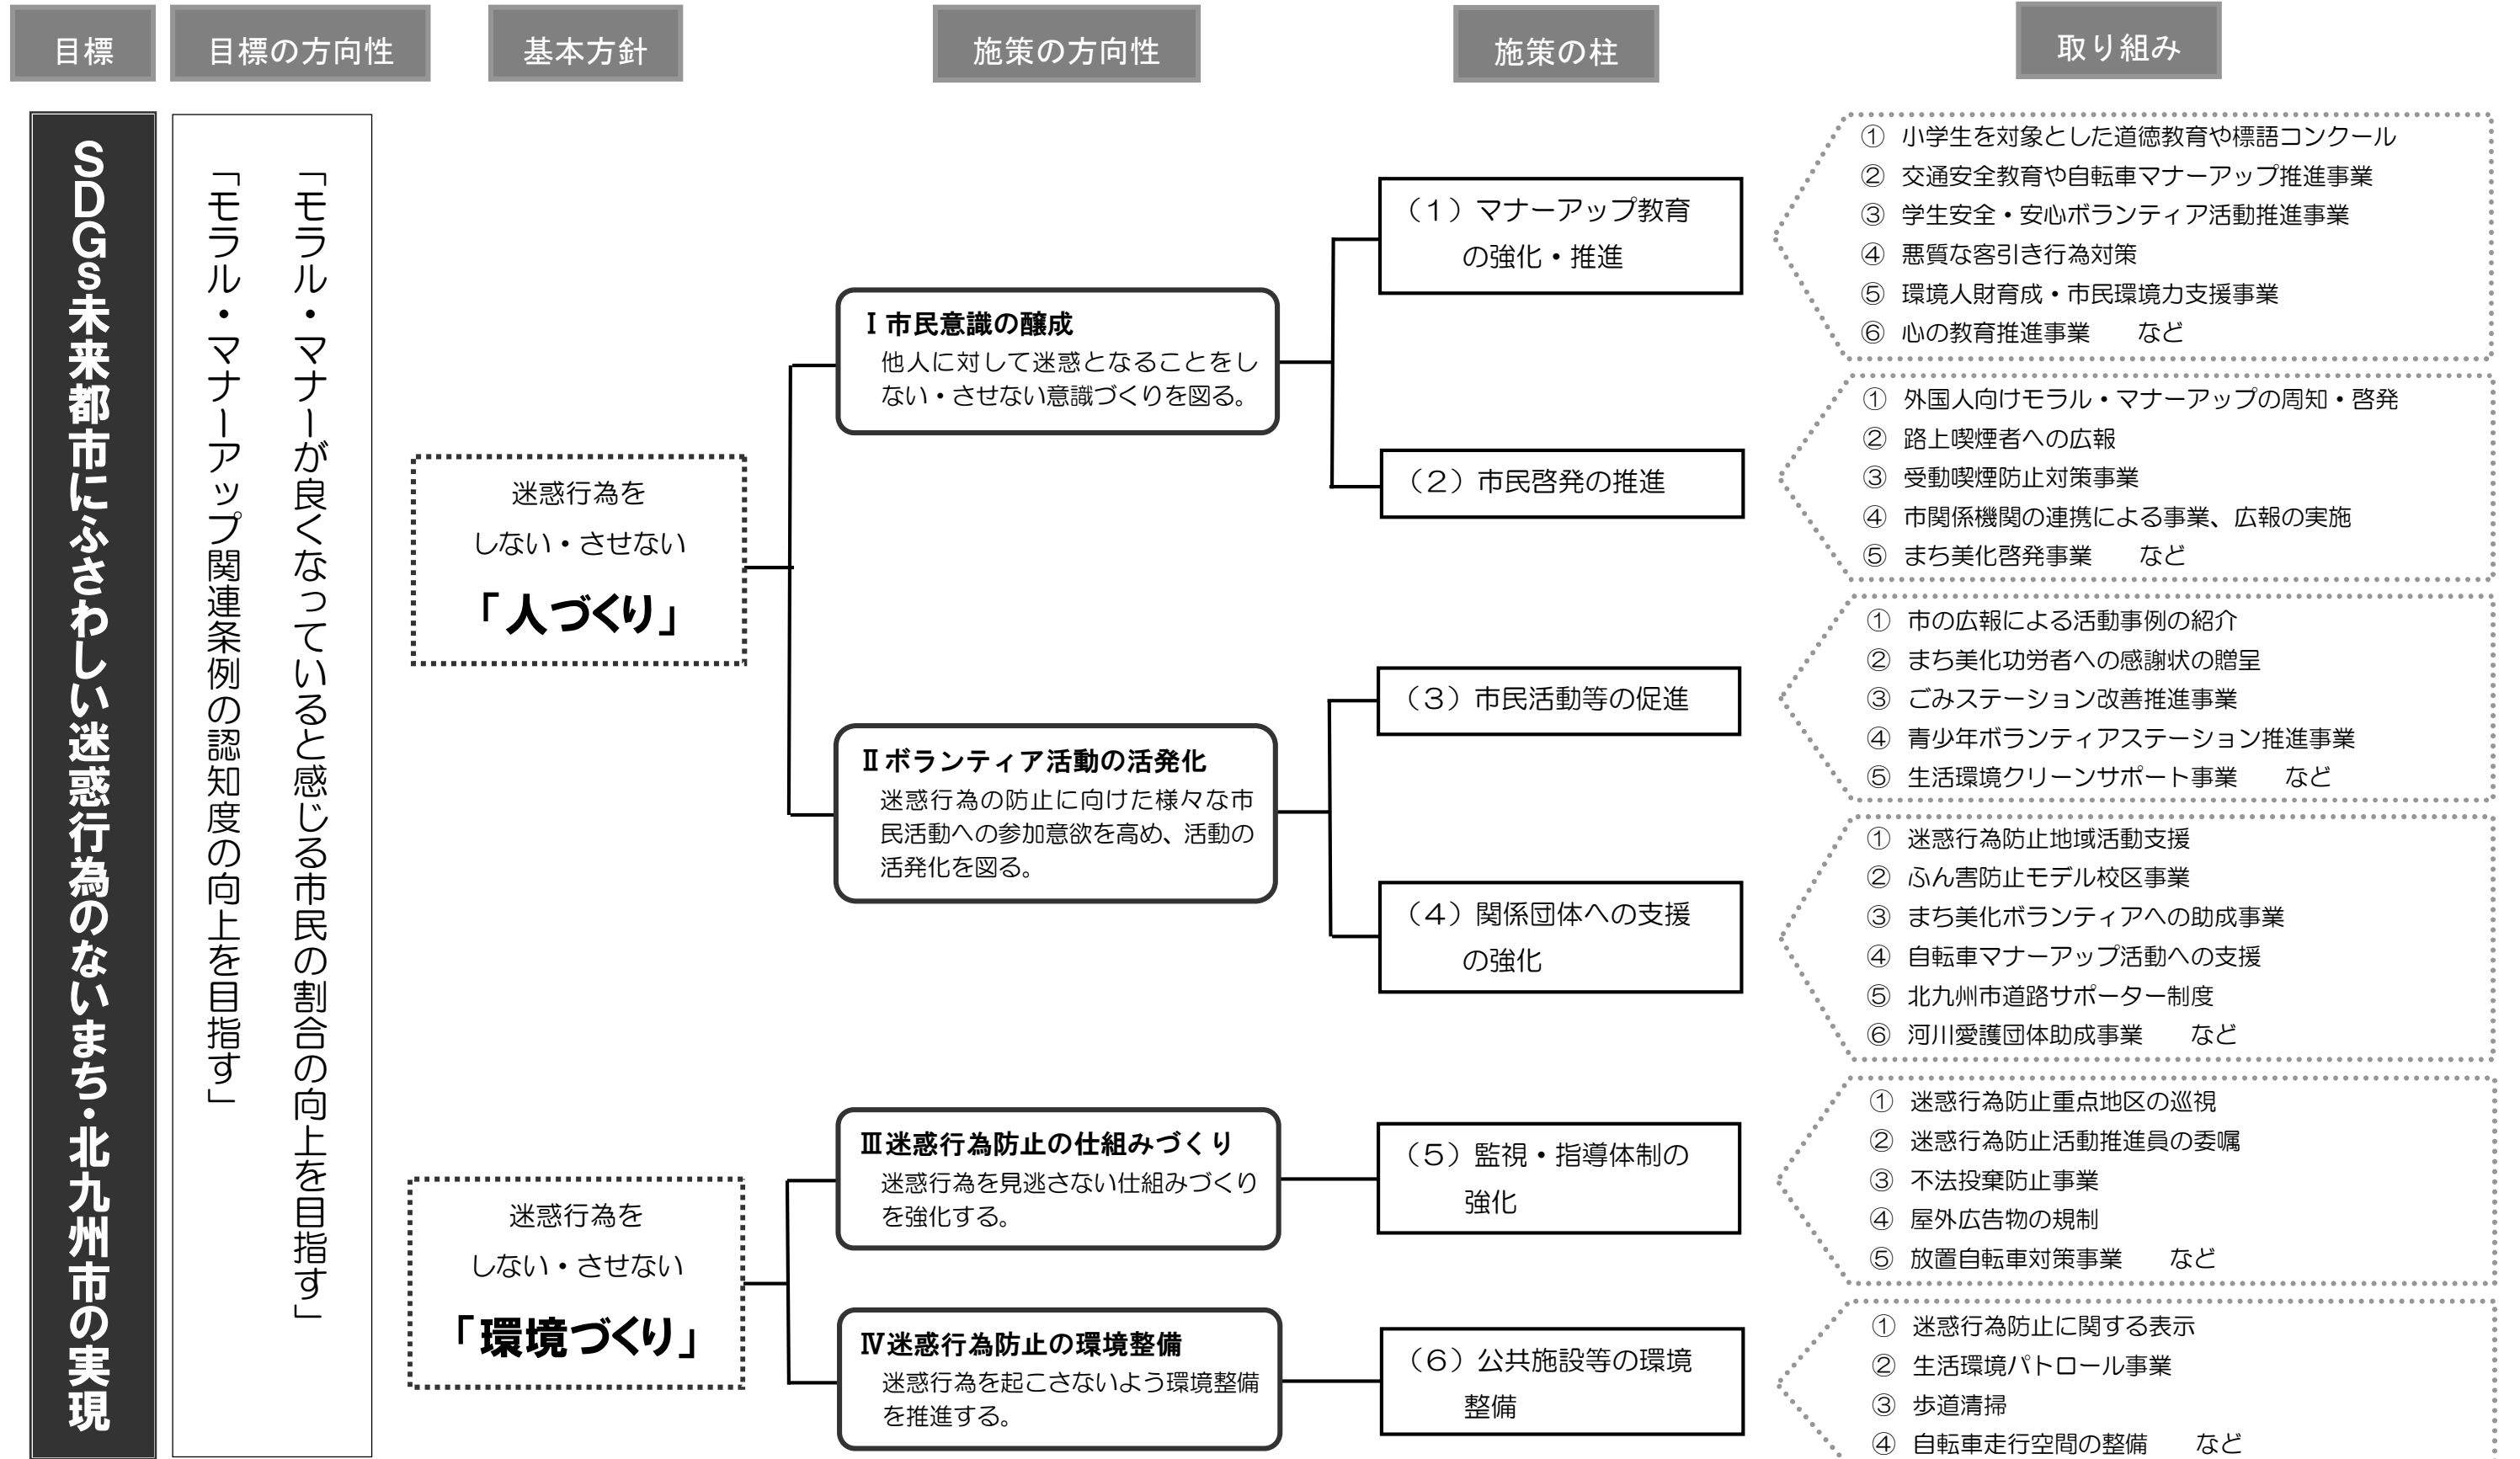 目標
目標の方向性
基本方針
施策の方向性
施策の柱
取り組み
SDGs未来都市にふさわしい迷惑行為のないまち・北九州市の実現
「モラル・マナーが良くなっていると感じる市民の割合の向上を目指す」
「モラル・マナーアップ関連条例の認知度の向上を目指す」
迷惑行為を
しない・させない
「人づくり」
Ⅰ市民意識の醸成
他人に対して迷惑となることをし
ない・させない意識づくりを図る。
（１）マナーアップ教育
の強化・推進
① 小学生を対象とした道徳教育や標語コンクール
② 交通安全教育や自転車マナーアップ推進事業
③ 学生安全・安心ボランティア活動推進事業
④ 悪質な客引き行為対策
⑤ 環境人財育成・市民環境力支援事業
⑥ 心の教育推進事業　　など
（２）市民啓発の推進
① 外国人向けモラル・マナーアップの周知・啓発
② 路上喫煙者への広報
③ 受動喫煙防止対策事業
④ 市関係機関の連携による事業、広報の実施
⑤ まち美化啓発事業　　など
Ⅱボランティア活動の活発化
迷惑行為の防止に向けた様々な市
民活動への参加意欲を高め、活動の
活発化を図る。
（３）市民活動等の促進
① 市の広報による活動事例の紹介
② まち美化功労者への感謝状の贈呈
③ ごみステーション改善推進事業
④ 青少年ボランティアステーション推進事業
⑤ 生活環境クリーンサポート事業　　など
（４）関係団体への支援
の強化
① 迷惑行為防止地域活動支援
② ふん害防止モデル校区事業
③ まち美化ボランティアへの助成事業
④ 自転車マナーアップ活動への支援
⑤ 北九州市道路サポーター制度
⑥ 河川愛護団体助成事業　　など
迷惑行為を
しない・させない
「環境づくり」
Ⅲ迷惑行為防止の仕組みづくり
迷惑行為を見逃さない仕組みづくり
を強化する。
（５）監視・指導体制の
強化
① 迷惑行為防止重点地区の巡視
② 迷惑行為防止活動推進員の委嘱
③ 不法投棄防止事業
④ 屋外広告物の規制
⑤ 放置自転車対策事業　　など
Ⅳ迷惑行為防止の環境整備
迷惑行為を起こさないよう環境整備
を推進する。
（６）公共施設等の環境
整備
① 迷惑行為防止に関する表示
② 生活環境パトロール事業
③ 歩道清掃
④ 自転車走行空間の整備　　など